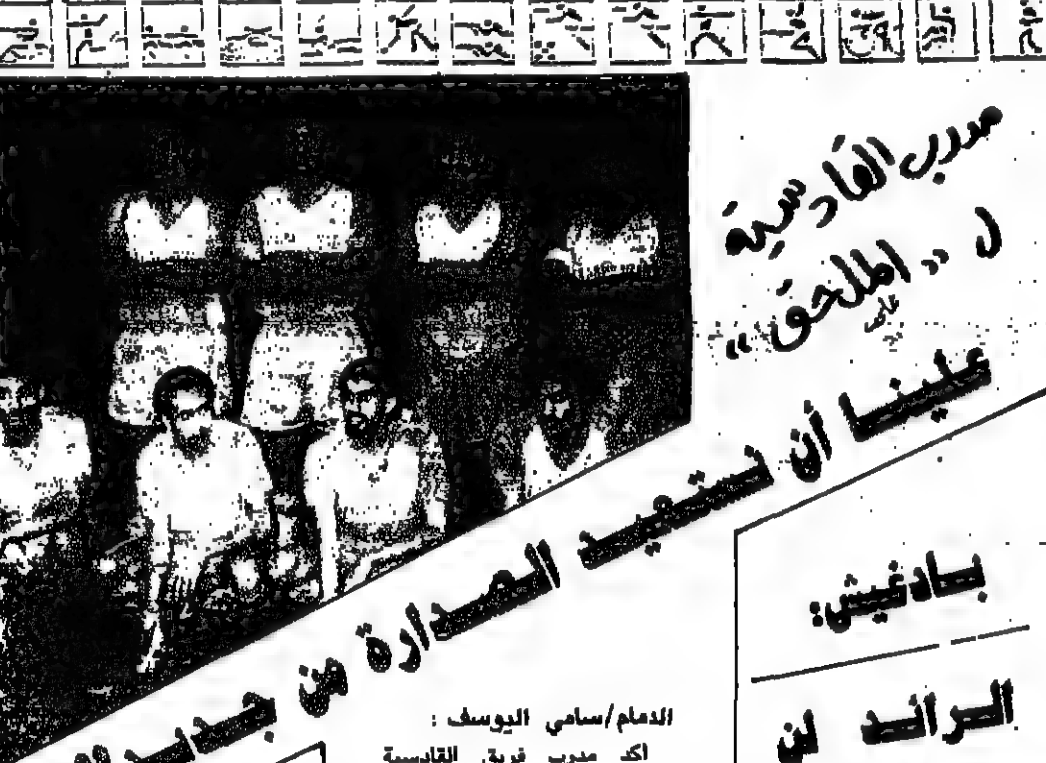 مدرب القادسية
ل «الملحق»
علينا أن نستعيد الصدارة من جديد
الدمام/سامي اليوسف :
اكد مدرب فريق القادسية
بادغيش:
الرائد لن